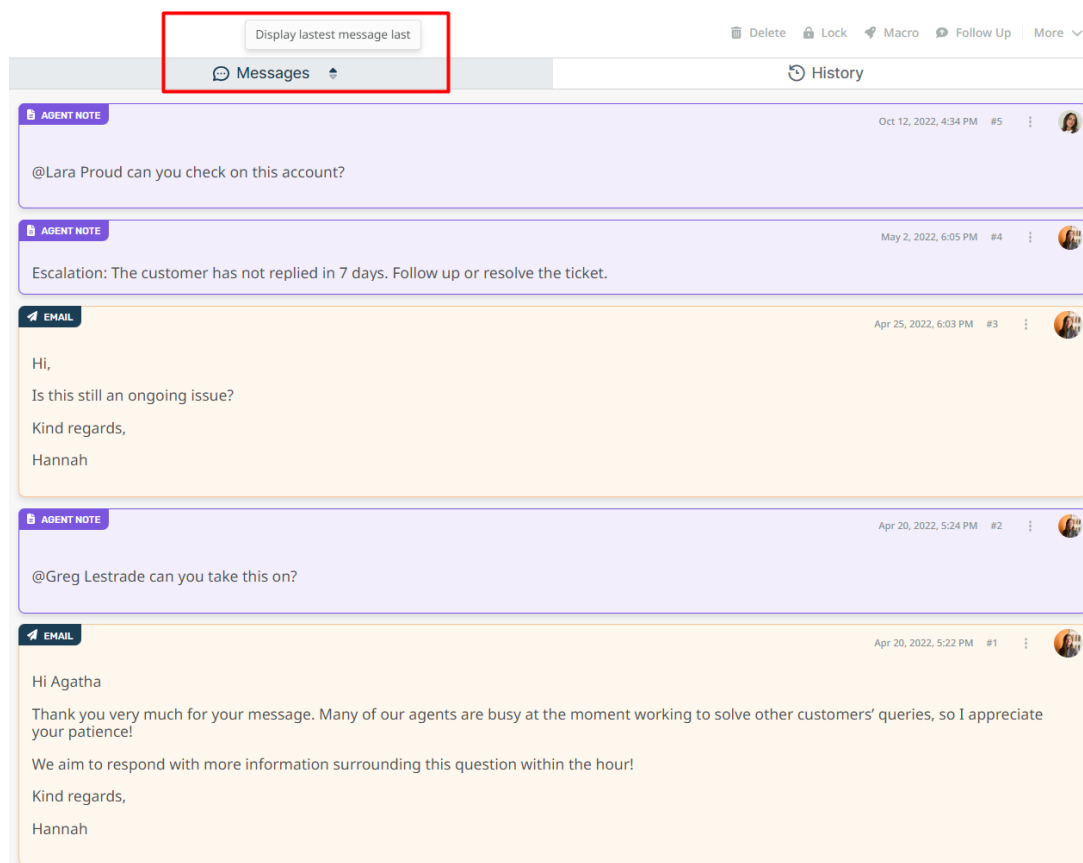 Display lastest message last
Delete Lock Macro Follow Up More
Messages History
AGENT NOTE
Oct 12, 2022, 4:34 PM #5
@Lara Proud can you check on this account?
AGENT NOTE
May 2, 2022, 6:05 PM #4
Escalation: The customer has not replied in 7 days. Follow up or resolve the ticket.
EMAIL
Apr 25, 2022, 6:03 PM #3
Hi,
Is this still an ongoing issue?
Kind regards,
Hannah
AGENT NOTE
Apr 20, 2022, 5:24 PM #2
@Greg Lestrade can you take this on?
EMAIL
Apr 20, 2022, 5:22 PM #1
Hi Agatha
Thank you very much for your message. Many of our agents are busy at the moment working to solve other customers’ queries, so I appreciate
your patience!
We aim to respond with more information surrounding this question within the hour!
Kind regards,
Hannah